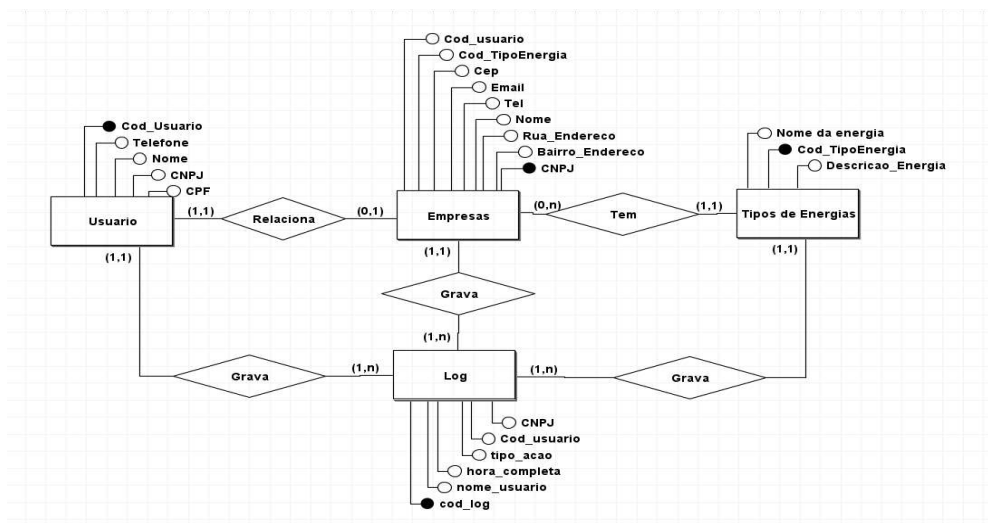 Cod_usuario
Cod_TipoEnergia
Cep
Email
Tel
Nome
Rua_Endereco
Bairro_Endereco
CNPJ
Cod_Usuario
Telefone
Nome
CNPJ
CPF
Nome da energia
Cod_TipoEnergia
Descricao_Energia
Usuario
(1,1)
Relaciona
(0,1)
Empresas
(0,n)
Tem
(1,1)
Tipos de Energias
(1,1)
(1,1)
(1,1)
Grava
(1,n)
Grava
(1,n)
Log
(1,n)
Grava
CNPJ
Cod_usuario
tipo_acao
hora_completa
nome_usuario
cod_log